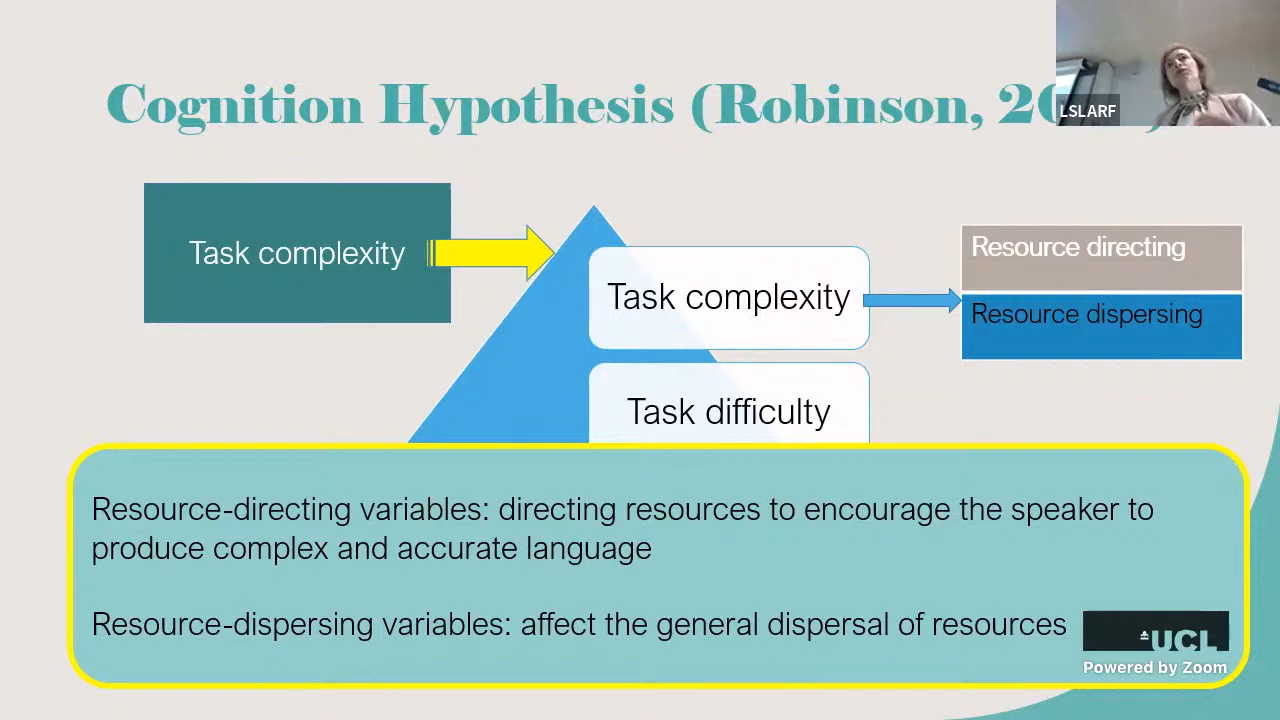 Cognition Hypothesis (Robinson,
LSLARF
Task complexity
Task complexity
Resource directing
Resource dispersing
Task difficulty
Resource-directing variables: directing resources to encourage the speaker to
produce complex and accurate language
Resource-dispersing variables: affect the general dispersal of resources
UCL
Powered by Zoom